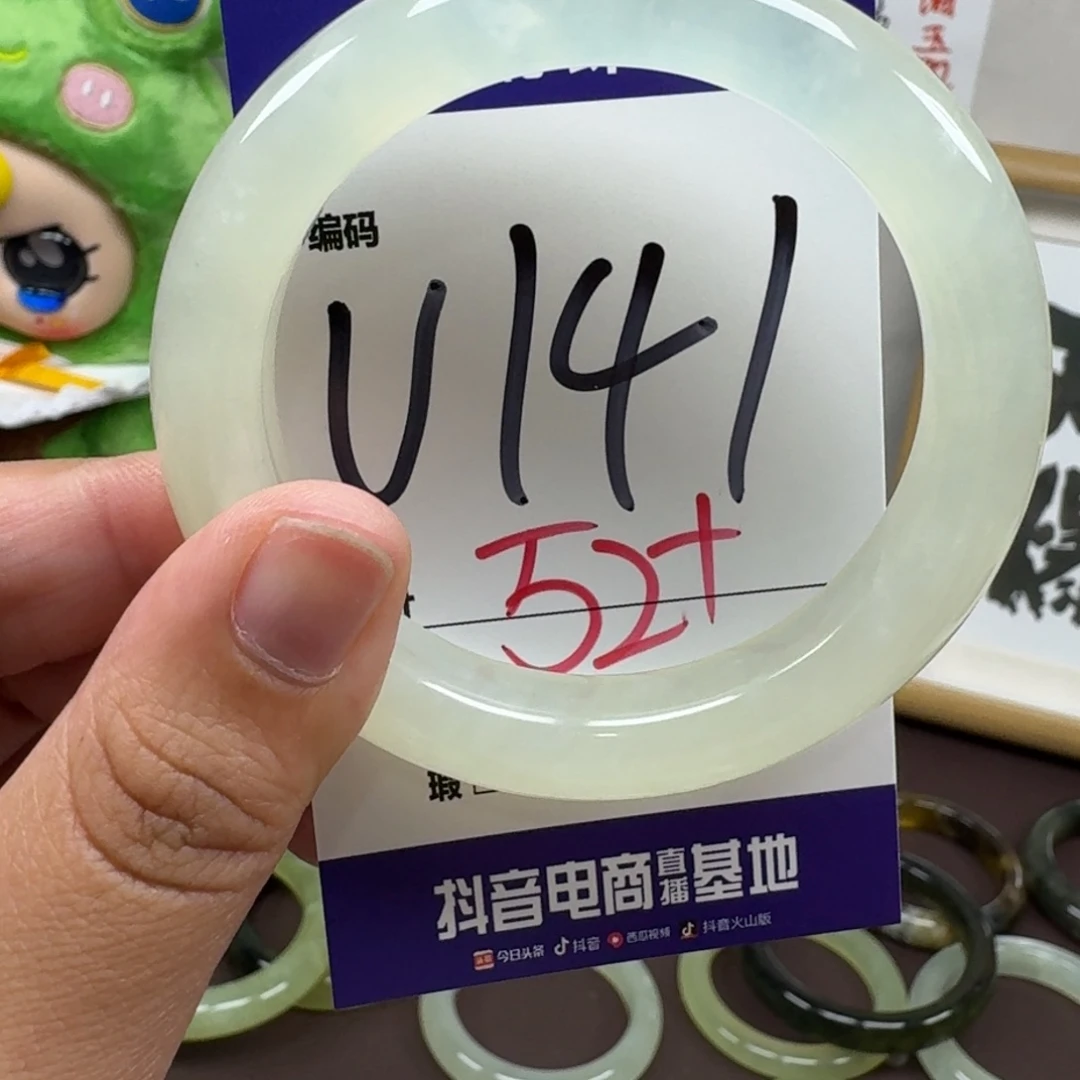 编码
U141
52+
瑕
抖音电商直播基地
今日头条 抖音 西瓜视频 抖音火山版